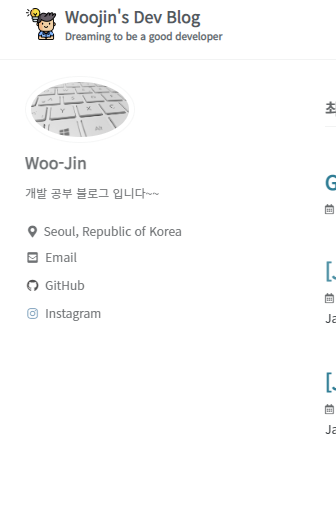 Woojin's Dev Blog
Dreaming to be a good developer
Woo-Jin
개발 공부 블로그 입니다~~
Seoul, Republic of Korea
Email
GitHub
Instagram
최
G
[J
Ja
[J
Ja